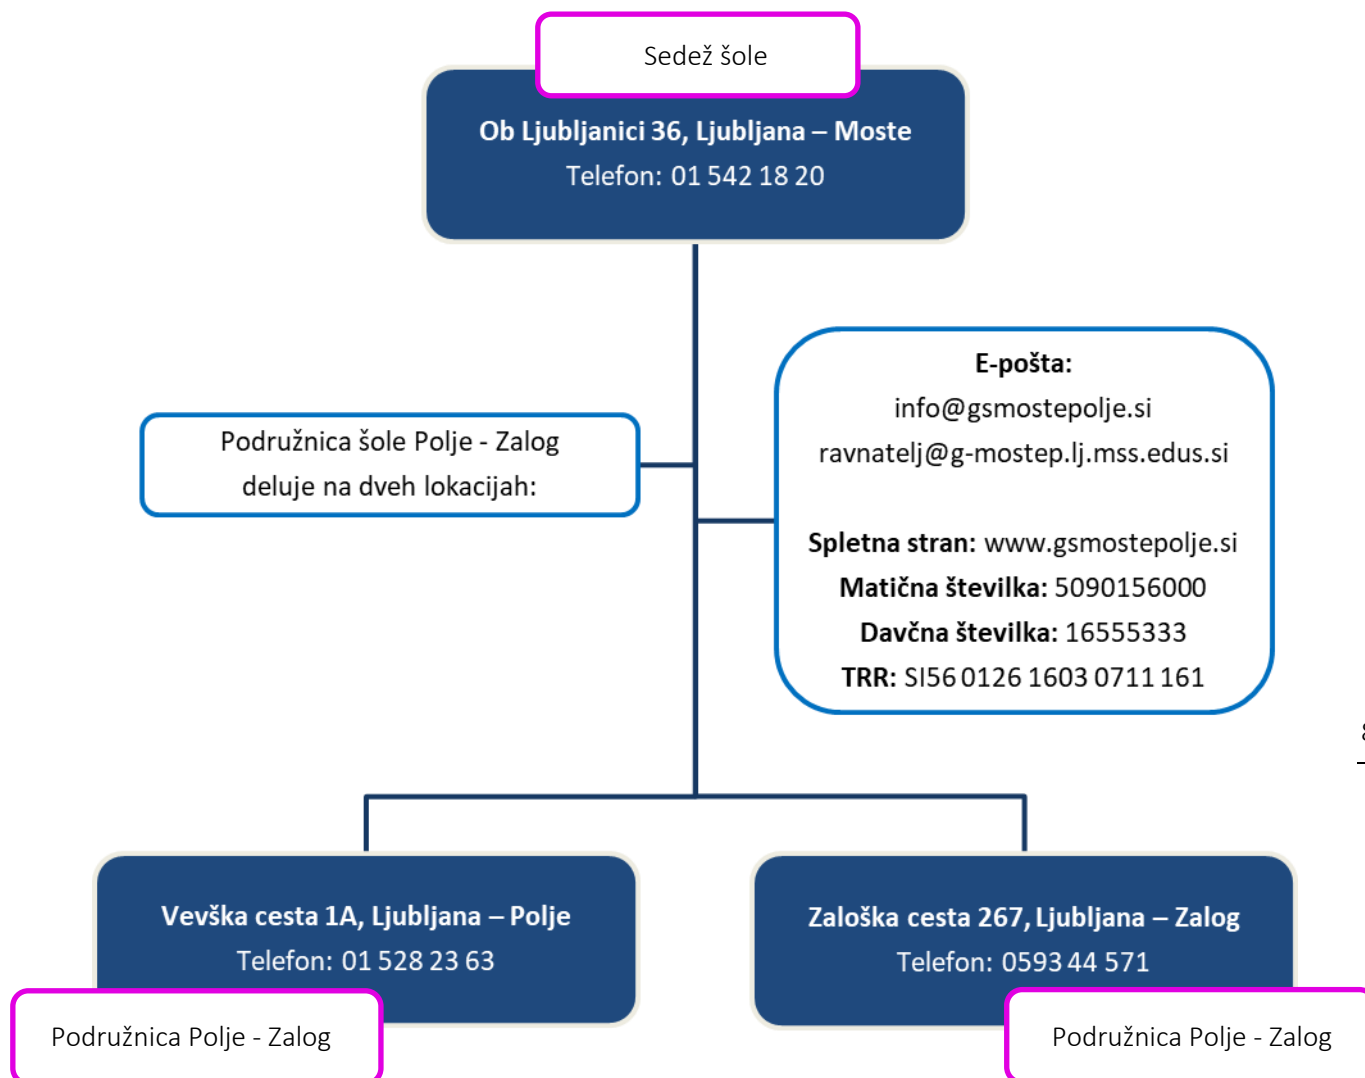 Sedež šole
Ob Ljubljanici 36, Ljubljana – Moste
Telefon: 01 542 18 20
E-pošta:
info@gsmostepolje.si
ravnatelj@g-mostep.lj.mss.edus.si
Podružnica šole Polje - Zalog
deluje na dveh lokacijah:
Spletna stran: www.gsmostepolje.si
Matična številka: 5090156000
Davčna številka: 16555333
TRR: SI56 0126 1603 0711 161
Vevška cesta 1A, Ljubljana – Polje
Telefon: 01 528 23 63
Podružnica Polje - Zalog
Zaloška cesta 267, Ljubljana – Zalog
Telefon: 0593 44 571
Podružnica Polje - Zalog